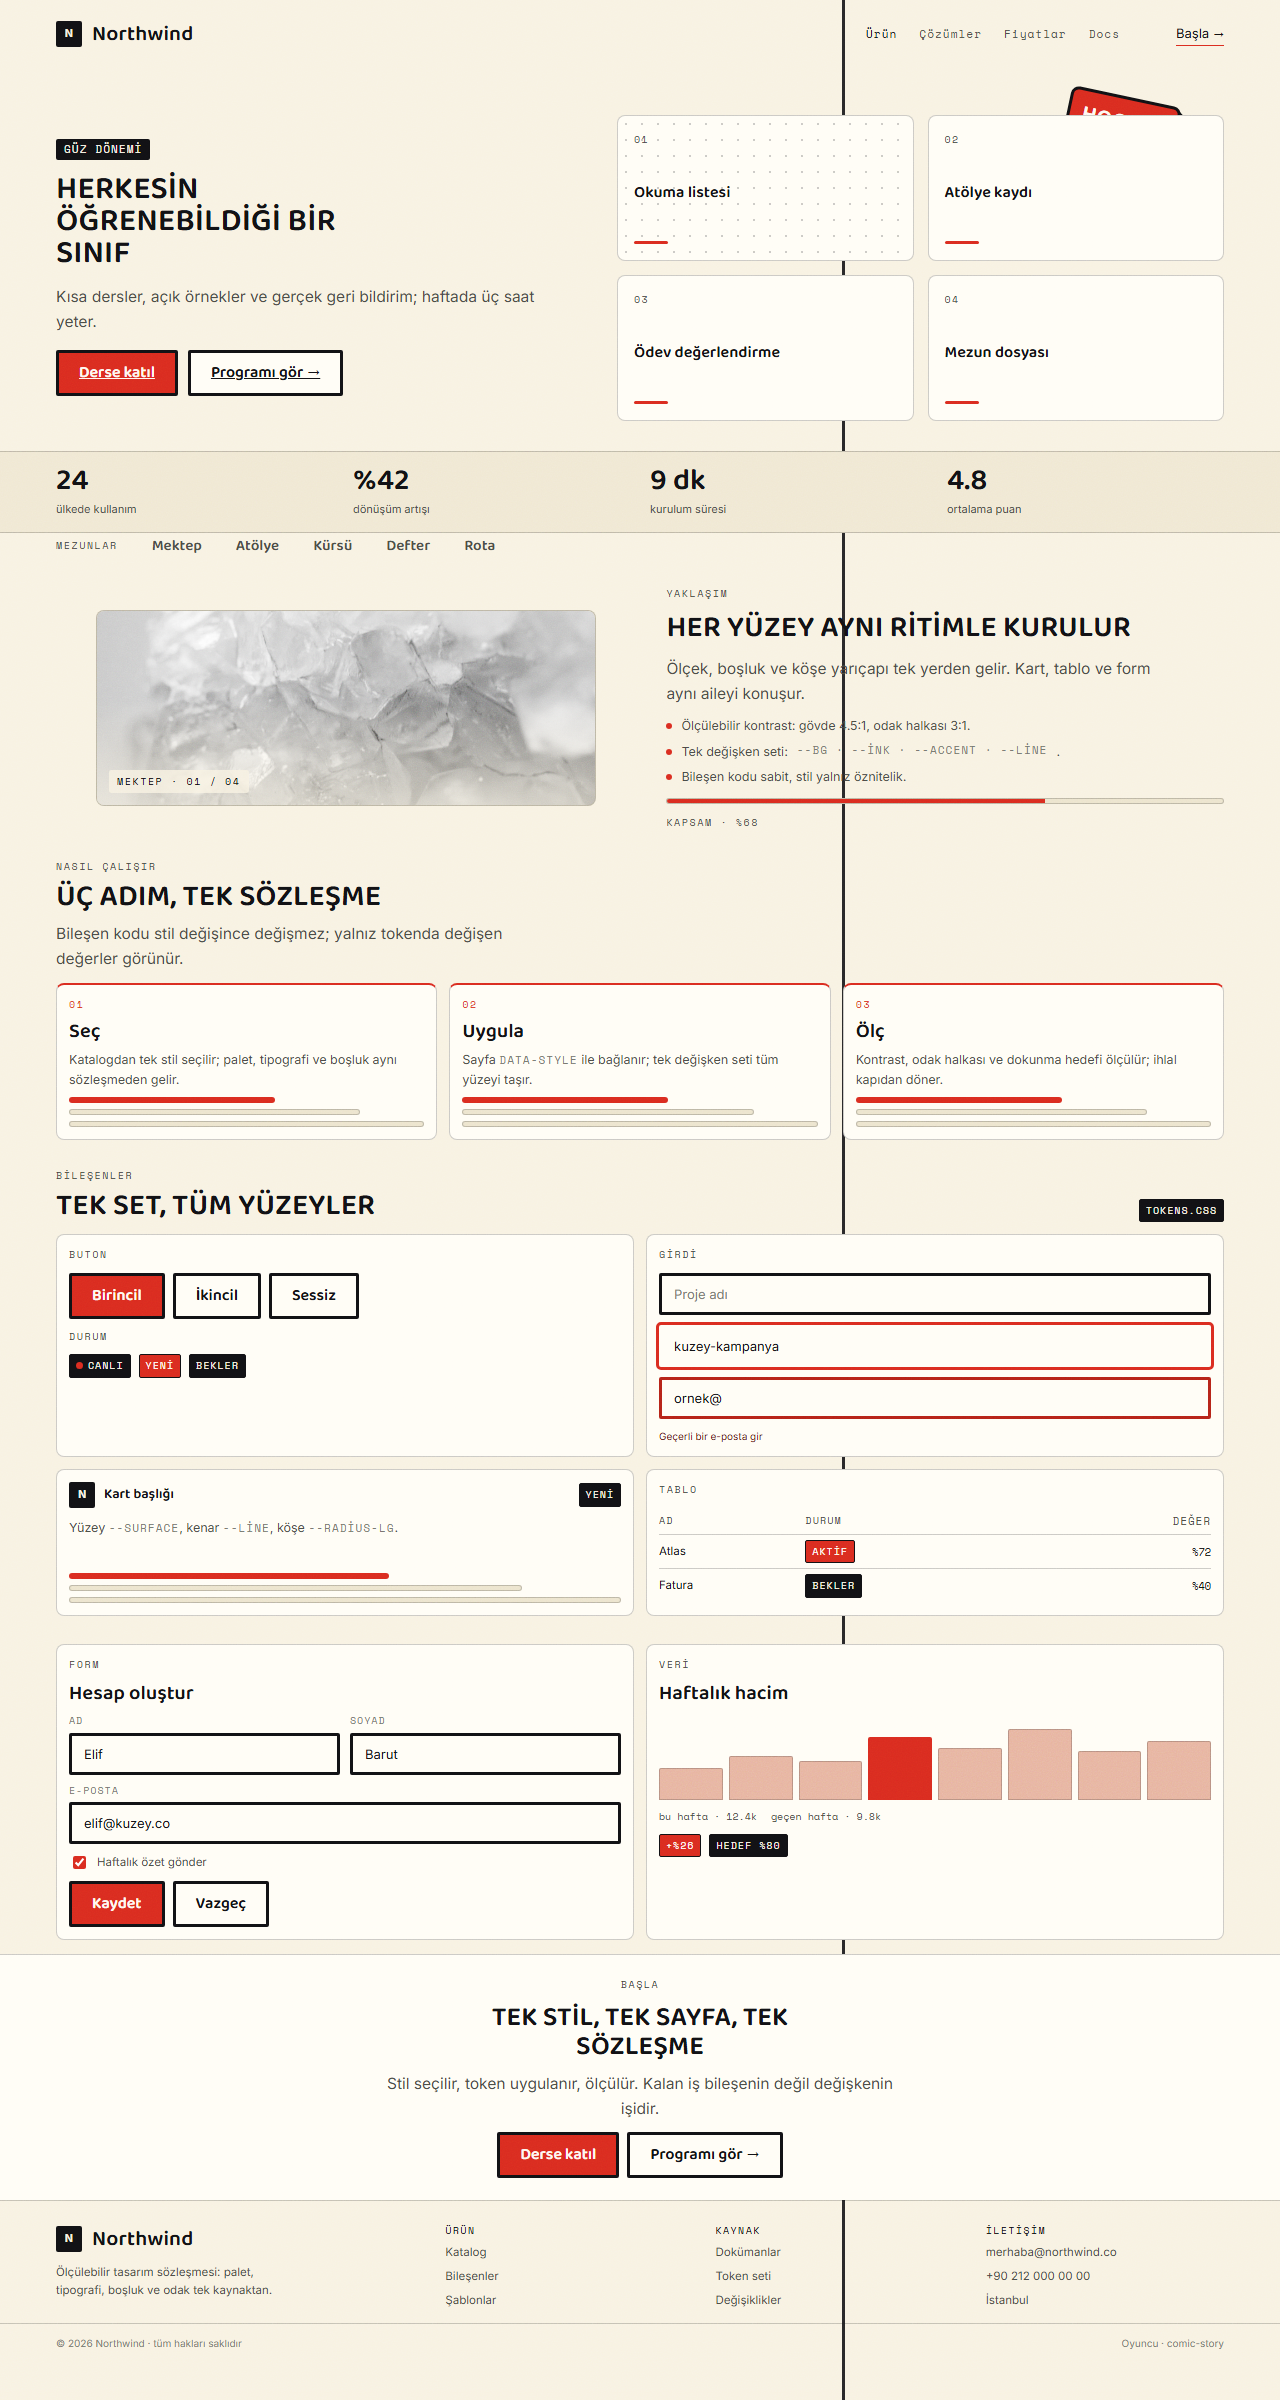 N Northwind
Ürün Çözümler Fiyatlar Docs Başla →
GÜZ DÖNEMİ
HERKESİN
ÖĞRENEBİLDİĞİ BİR
SINIF
Kısa dersler, açık örnekler ve gerçek geri bildirim; haftada üç saat
yeter.
Derse katıl Programı gör →
01
Okuma listesi
02
Atölye kaydı
03
Ödev değerlendirme
04
Mezun dosyası
24
ülkede kullanım
%42
dönüşüm artışı
9 dk
kurulum süresi
4.8
ortalama puan
MEZUNLAR Mektep Atölye Kürsü Defter Rota
MEKTEP · 01 / 04
YAKLAŞIM
HER YÜZEY AYNI RİTİMLE KURULUR
Ölçek, boşluk ve köşe yarıçapı tek yerden gelir. Kart, tablo ve form
aynı aileyi konuşur.
Ölçülebilir kontrast: gövde 4.5:1, odak halkası 3:1.
Tek değişken seti: --BG · --İNK · --ACCENT · --LİNE .
Bileşen kodu sabit, stil yalnız öznitelik.
KAPSAM · %68
NASIL ÇALIŞIR
ÜÇ ADIM, TEK SÖZLEŞME
Bileşen kodu stil değişince değişmez; yalnız tokenda değişen
değerler görünür.
01
Seç
Katalogdan tek stil seçilir; palet, tipografi ve boşluk aynı
sözleşmeden gelir.
02
Uygula
Sayfa DATA-STYLE ile bağlanır; tek değişken seti tüm
yüzeyi taşır.
03
Ölç
Kontrast, odak halkası ve dokunma hedefi ölçülür; ihlal
kapıdan döner.
BİLEŞENLER
TEK SET, TÜM YÜZEYLER
TOKENS.CSS
BUTON
Birincil İkincil Sessiz
DURUM
CANLI YENİ BEKLER
GİRDİ
Proje adı
kuzey-kampanya
ornek@
Geçerli bir e-posta gir
N Kart başlığı YENİ
Yüzey --SURFACE, kenar --LİNE, köşe --RADİUS-LG.
TABLO
AD DURUM DEĞER
Atlas AKTİF %72
Fatura BEKLER %40
FORM
Hesap oluştur
AD SOYAD
Elif Barut
E-POSTA
elif@kuzey.co
Haftalık özet gönder
Kaydet Vazgeç
VERİ
Haftalık hacim
bu hafta · 12.4k geçen hafta · 9.8k
+%26 HEDEF %80
BAŞLA
TEK STİL, TEK SAYFA, TEK
SÖZLEŞME
Stil seçilir, token uygulanır, ölçülür. Kalan iş bileşenin değil değişkenin
işidir.
Derse katıl Programı gör →
N Northwind
Ölçülebilir tasarım sözleşmesi: palet,
tipografi, boşluk ve odak tek kaynaktan.
ÜRÜN
Katalog
Bileşenler
Şablonlar
KAYNAK
Dokümanlar
Token seti
Değişiklikler
İLETİŞİM
merhaba@northwind.co
+90 212 000 00 00
İstanbul
© 2026 Northwind · tüm hakları saklıdır
Oyuncu · comic-story